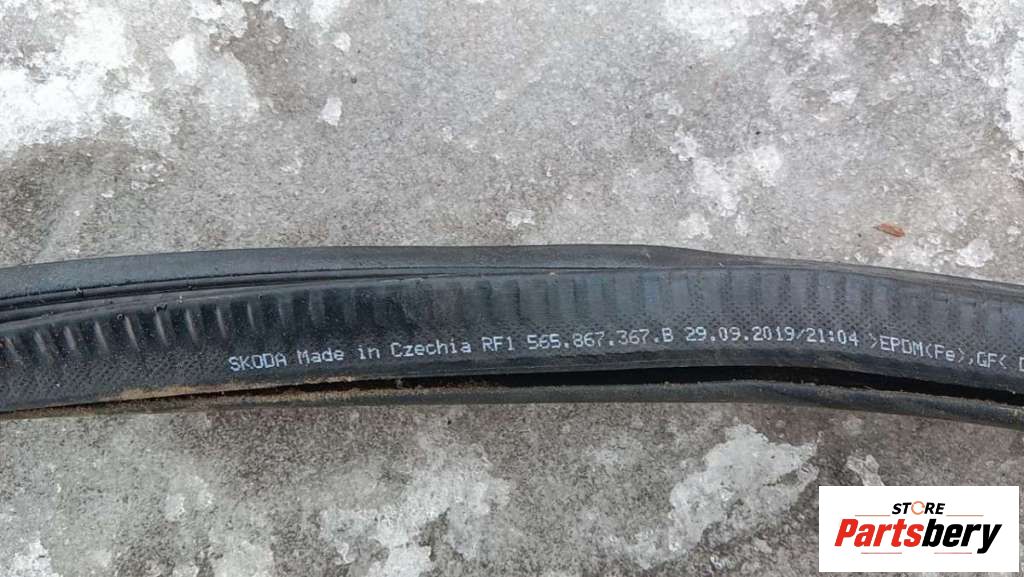 SKODA Made in Czechia RF1 565.867.367.B 29.09.2019/21:04 >EPDM(Fe),GF<
STORE
Partsbery